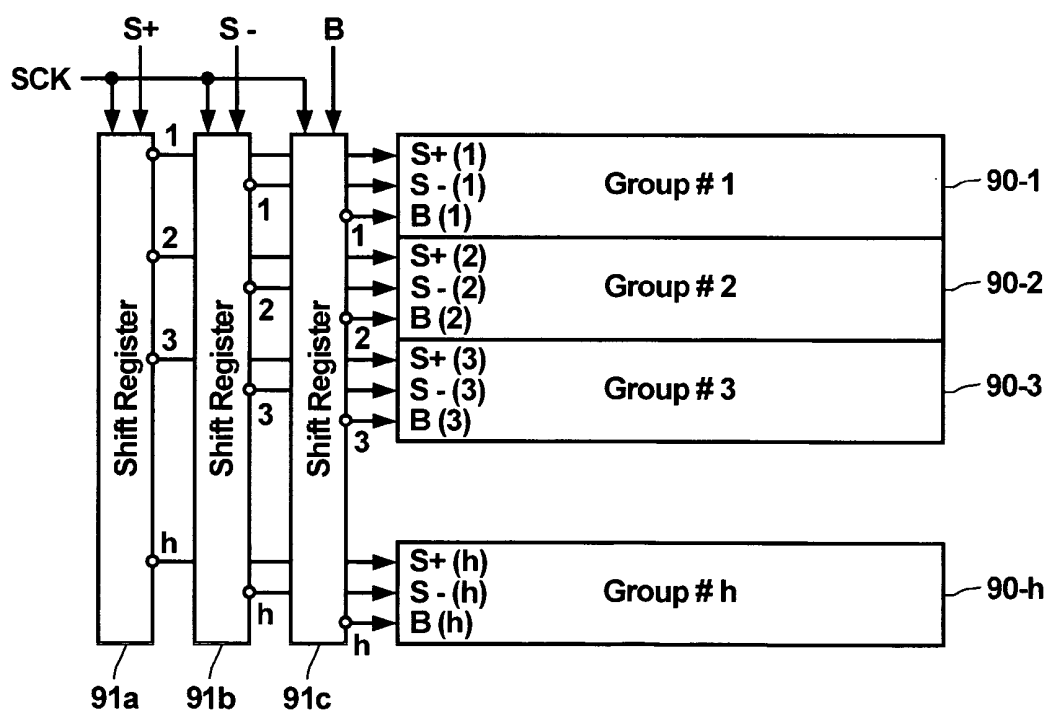 S+ S - B
SCK
1
S+ (1)
S - (1)
Group # 1
90-1
1
B (1)
1
2
S+ (2)
S - (2)
Group # 2
90-2
2
B (2)
2
3
S+ (3)
S - (3)
Group # 3
90-3
3
B (3)
3
Shift Register
Shift Register
Shift Register
h
S+ (h)
S - (h)
Group # h
90-h
h
B (h)
h
91a 91b 91c